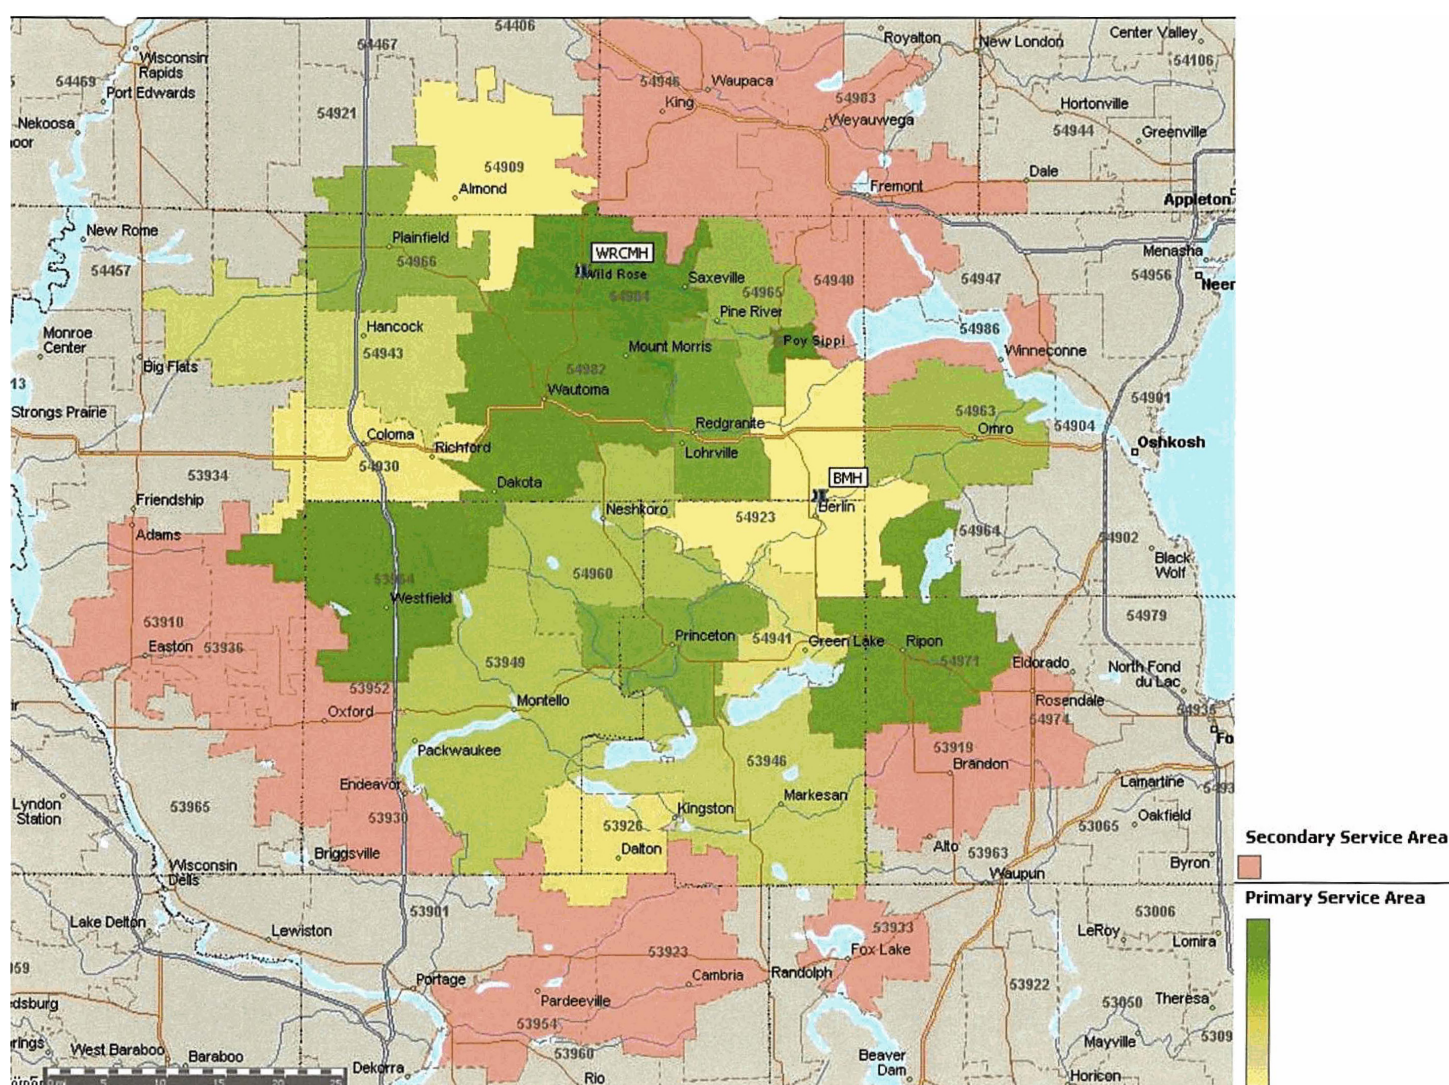 54406
54467
Wisconsin
Rapids
Royalton
New London
Center Valley
54106
54469
Port Edwards
54921
54946
Waupaca
King
54983
Weyauwega
Hortonville
54944
Greenville
Nekoosa
54909
Almond
Fremont
Dale
Appleton
New Rome
54457
Plainfield
54966
WRCMH
Wild Rose
54984
Saxeville
54965
Pine River
54940
54947
Menasha
54956
54986
Monroe
Center
Big Flats
Hancock
54943
Mount Morris
54982
Wautoma
Poy Sippi
Winneconne
13
Strongs Prairie
Coloma
Richford
54930
Redgranite
Lohrville
54963
Omro
54901
54904
Oshkosh
53934
Friendship
Adams
Dakota
Neshkoro
BMH
Berlin
54923
54964
54902
Black
Wolf
53964
Westfield
54960
54979
53910
Easton
53936
53949
Princeton
54941
Green Lake
Ripon
54971
Eldorado
North Fond
du Lac
53952
Oxford
Montello
Rosendale
54974
54935
Packwaukee
53946
53919
Brandon
Endeavor
53930
Markesan
Lamartine
Lyndon
Station
53965
Kingston
53926
Dalton
53065
Oakfield
Briggsville
Alto
53963
Waupun
Byron
Wisconsin
Dells
53901
53006
LeRoy
Lomira
Lake Delton
Lewiston
53933
Fox Lake
53923
Cambria
Randolph
Portage
Pardeeville
53954
53922
53050
Theresa
West Baraboo
Baraboo
53960
Rio
Dekorra
Beaver
Dam
Mayville
Horicon
Secondary Service Area
Primary Service Area